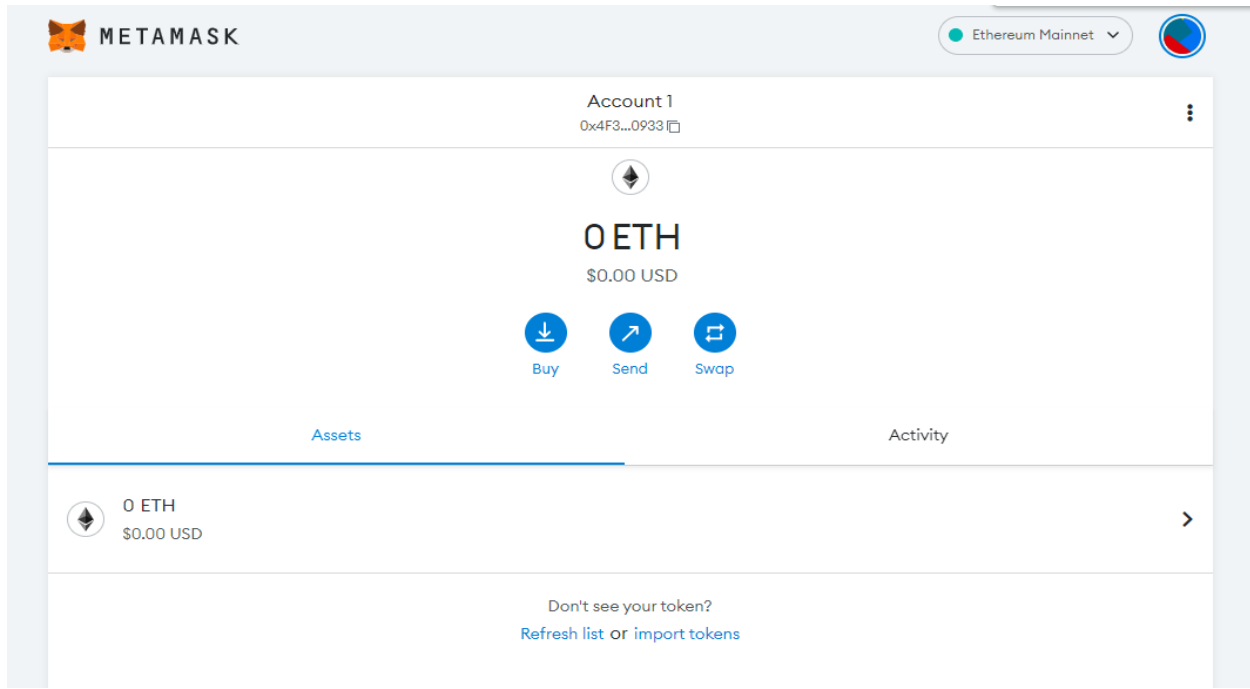 METAMASK
Ethereum Mainnet
Account 1
0x4F3...0933
0 ETH
$0.00 USD
Buy Send Swap
Assets Activity
0 ETH
$0.00 USD
Don't see your token?
Refresh list or import tokens